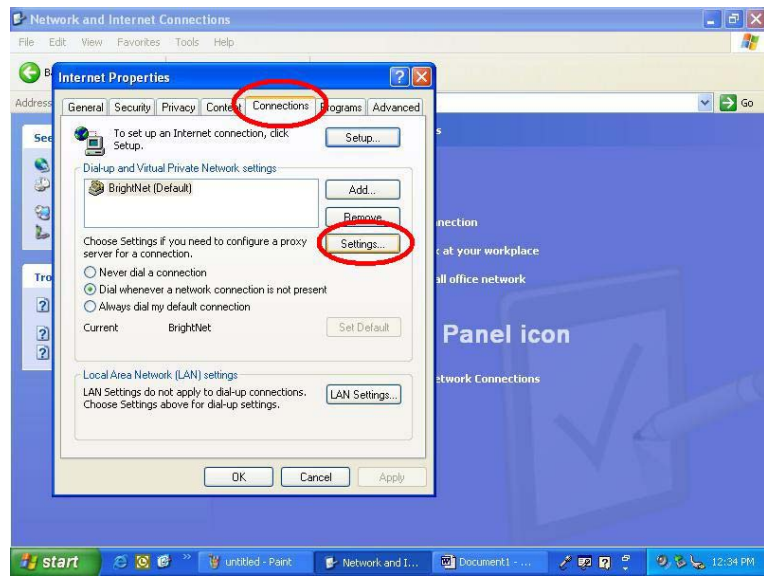 Network and Internet Connections
File Edit View Favorites Tools Help
Address
Go
Internet Properties
General Security Privacy Content Connections Programs Advanced
To set up an Internet connection, click
Setup.
Setup...
Dial-up and Virtual Private Network settings
BrightNet (Default)
Add...
Remove
Choose Settings if you need to configure a proxy
server for a connection.
Settings...
Never dial a connection
Dial whenever a network connection is not present
Always dial my default connection
Current BrightNet
Set Default
Local Area Network (LAN) settings
LAN Settings do not apply to dial-up connections.
Choose Settings above for dial-up settings.
LAN Settings...
OK Cancel Apply
See
Tro
s
nnection
at your workplace
all office network
Panel icon
etwork Connections
start
untitled - Paint
Network and I...
Document1 - ...
12:34 PM